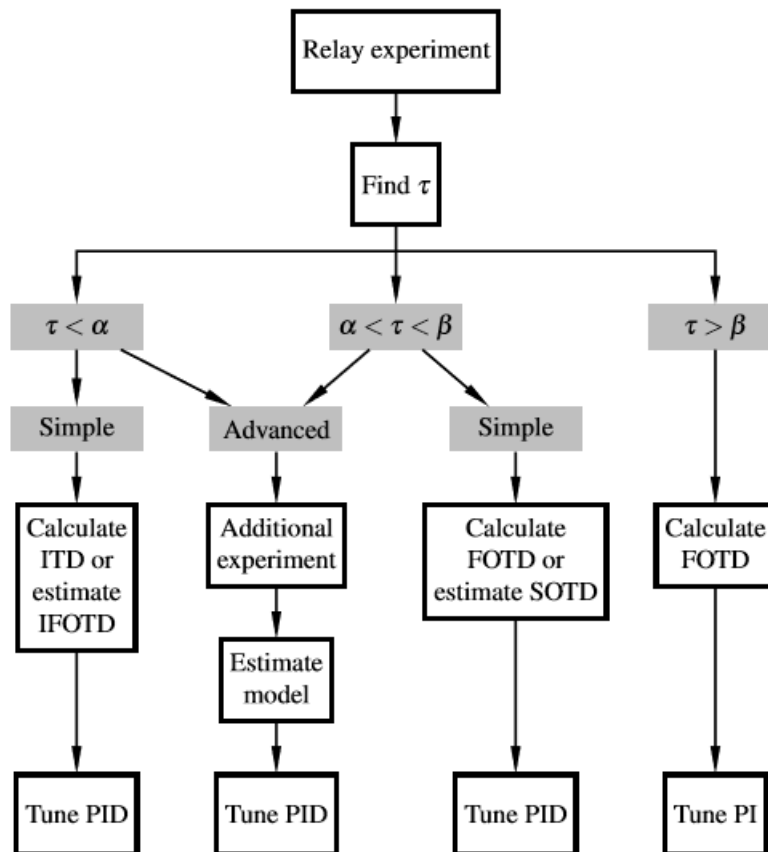 Relay experiment
Find τ
τ < α
α < τ < β
τ > β
Simple
Advanced
Simple
Calculate
ITD or
estimate
IFOTD
Additional
experiment
Calculate
FOTD or
estimate SOTD
Calculate
FOTD
Estimate
model
Tune PID
Tune PID
Tune PID
Tune PI